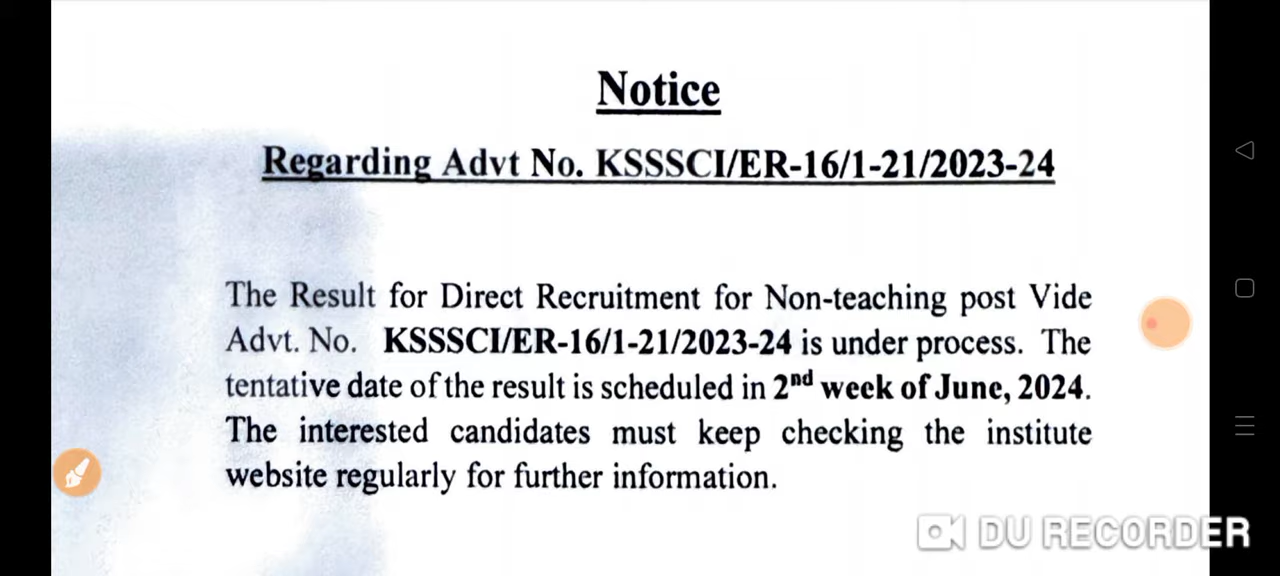 Notice
Regarding Advt No. KSSSCI/ER-16/1-21/2023-24
The Result for Direct Recruitment for Non-teaching post Vide
Advt. No. KSSSCI/ER-16/1-21/2023-24 is under process. The
tentative date of the result is scheduled in 2nd week of June, 2024.
The interested candidates must keep checking the institute
website regularly for further information.
DU RECORDER